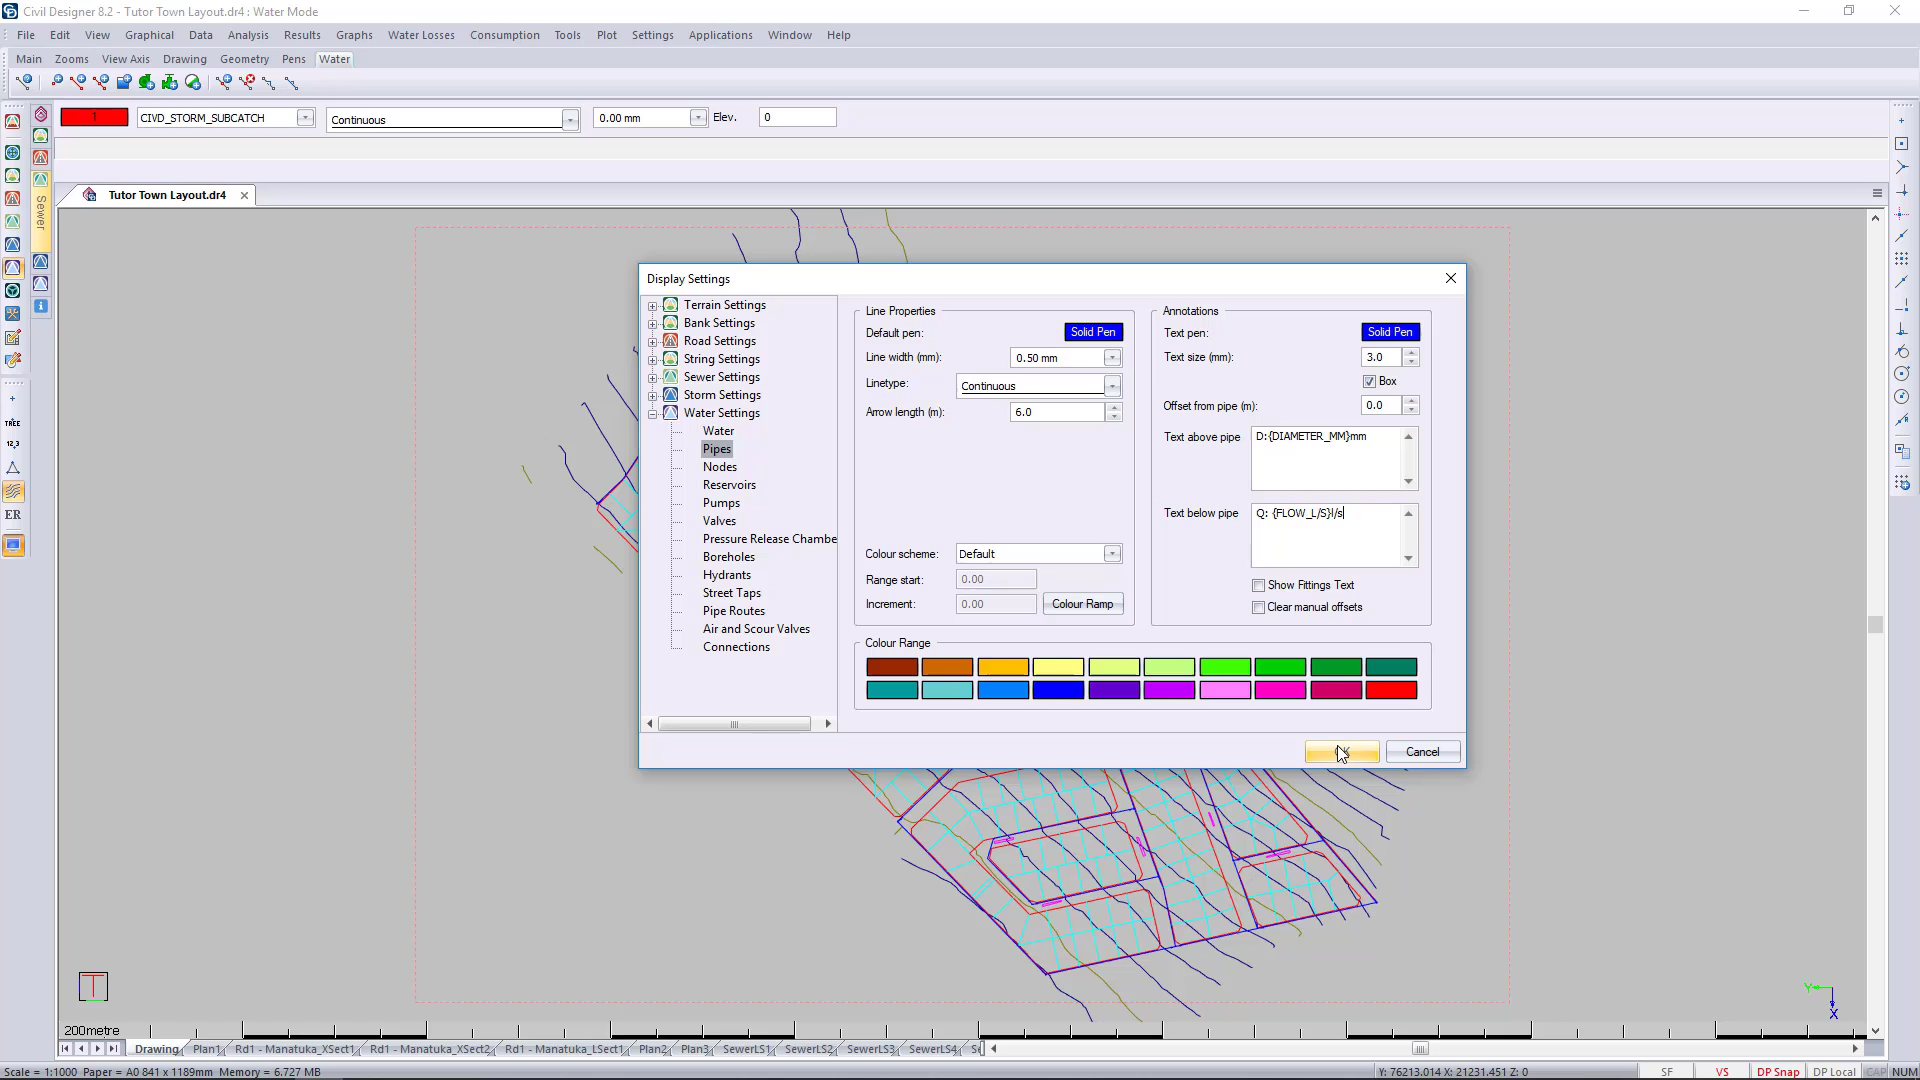 Civil Designer 8.2 - Tutor Town Layout.dr4 : Water Mode
File Edit View Graphical Data Analysis Results Graphs Water Losses Consumption Tools Plot Settings Applications Window Help
Main Zooms View Axis Drawing Geometry Pens Water
1 CIVD_STORM_SUBCATCH Continuous 0.00 mm Elev. 0
Tutor Town Layout.dr4
Sewer
TREE
12.3
ER
Display Settings
Terrain Settings
Bank Settings
Road Settings
String Settings
Sewer Settings
Storm Settings
Water Settings
Water
Pipes
Nodes
Reservoirs
Pumps
Valves
Pressure Release Chambe
Boreholes
Hydrants
Street Taps
Pipe Routes
Air and Scour Valves
Connections
Line Properties
Default pen: Solid Pen
Line width (mm): 0.50 mm
Linetype: Continuous
Arrow length (m): 6.0
Colour scheme: Default
Range start: 0.00
Increment: 0.00 Colour Ramp
Annotations
Text pen: Solid Pen
Text size (mm): 3.0
Box
Offset from pipe (m): 0.0
Text above pipe D:{DIAMETER_MM}mm
Text below pipe Q: {FLOW_L/S}l/s
Show Fittings Text
Clear manual offsets
Colour Range
Cancel
T
Y
X
200metre
Drawing Plan1 Rd1 - Manatuka_XSect1 Rd1 - Manatuka_XSect2 Rd1 - Manatuka_LSect1 Plan2 Plan3 SewerLS1 SewerLS2 SewerLS3 SewerLS4 Se
Scale = 1:1000 Paper = A0 841 x 1189mm Memory = 6.727 MB Y: 76213.014 X: 21231.451 Z: 0 SF VS DP Snap DP Local CAP NUM